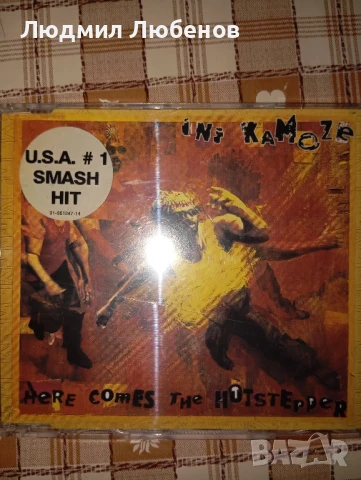 Людмил Любенов
INI KAMOZE
U.S.A. # 1
SMASH
HIT
HERE COMES THE HOTSTEPPER
BAZAR